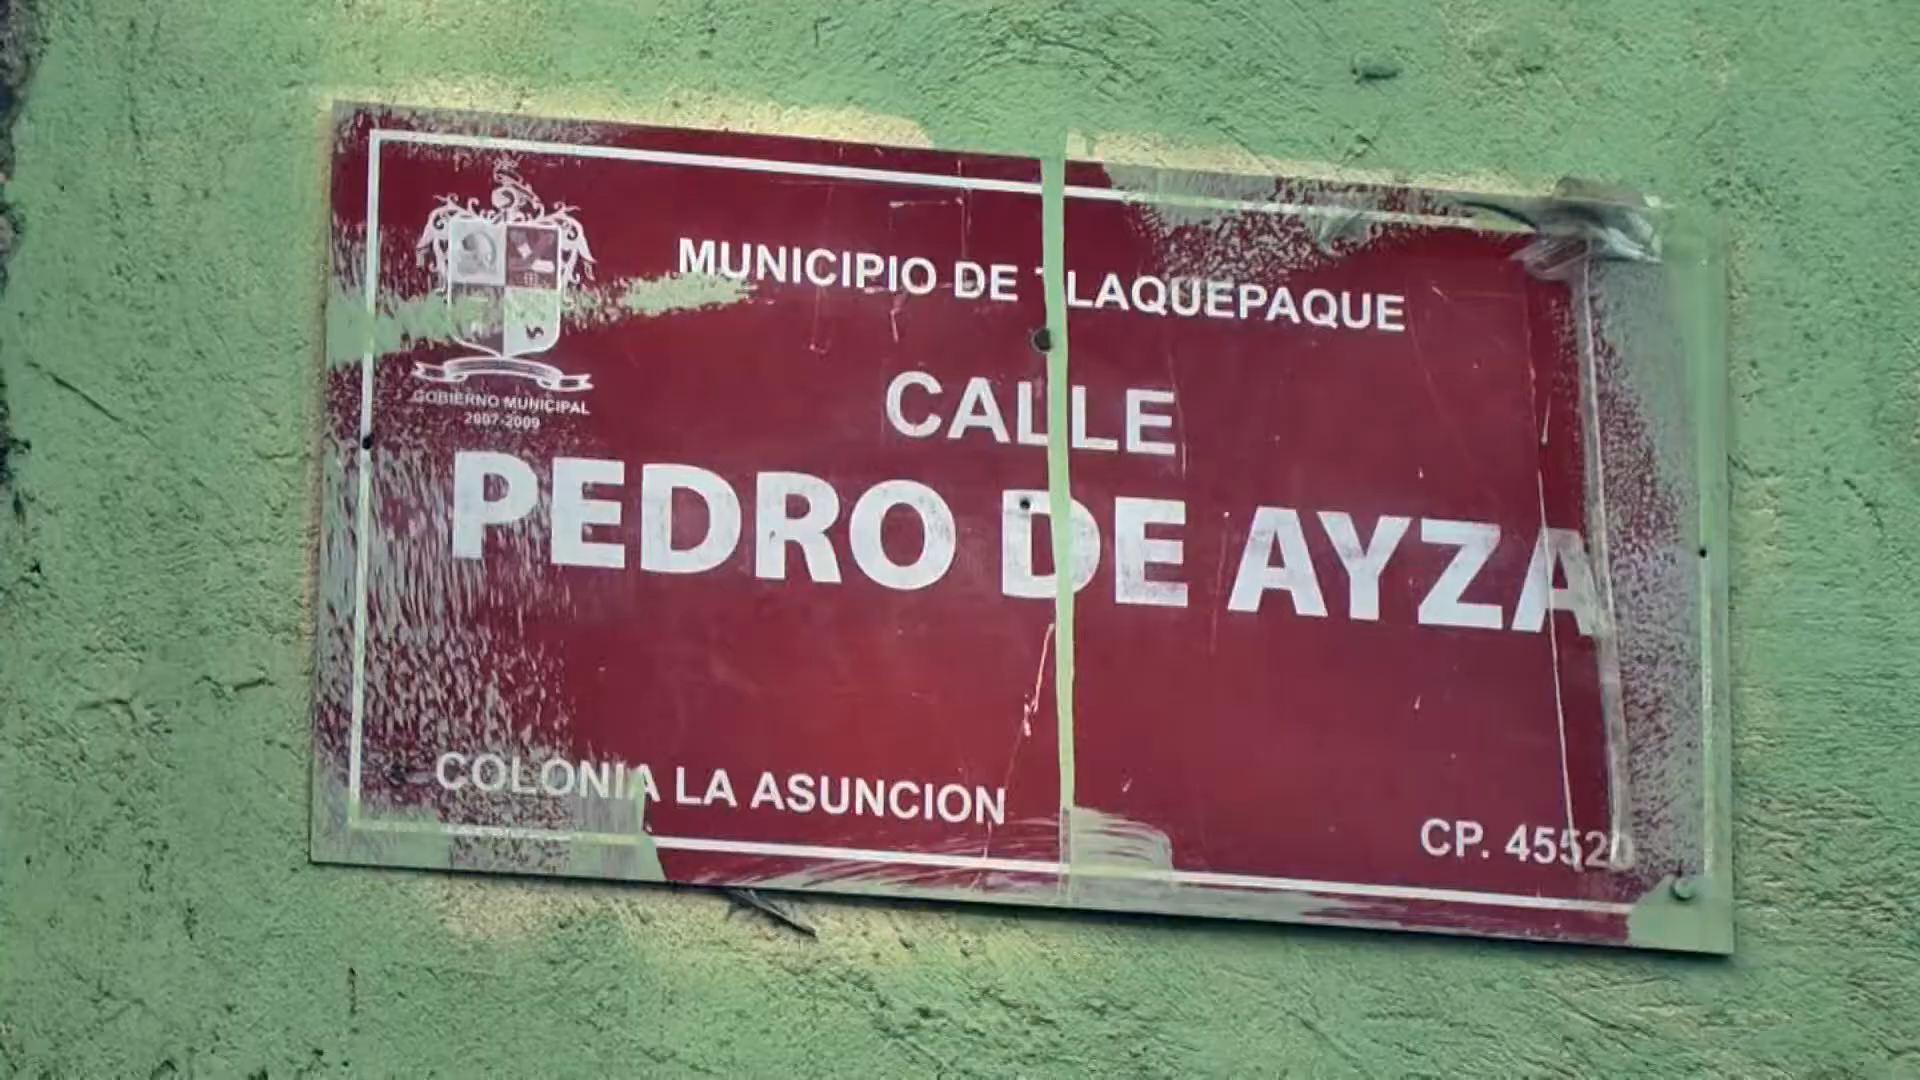 MUNICIPIO DE TLAQUEPAQUE
GOBIERNO MUNICIPAL
2007-2009
CALLE
PEDRO DE AYZA
COLONIA LA ASUNCION
CP. 45520